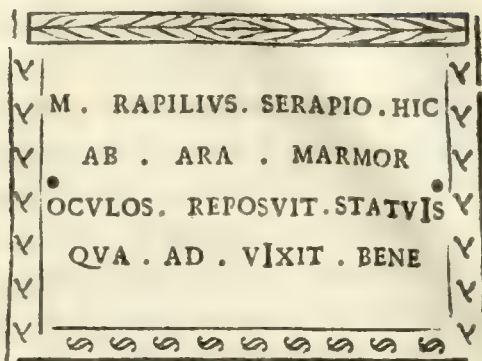 M . RAPILIVS. SERAPIO . HIC
AB . ARA . MARMOR
OCVLOS. REPOSVIT . STATVIS
QVA . AD . VIXIT . BENE